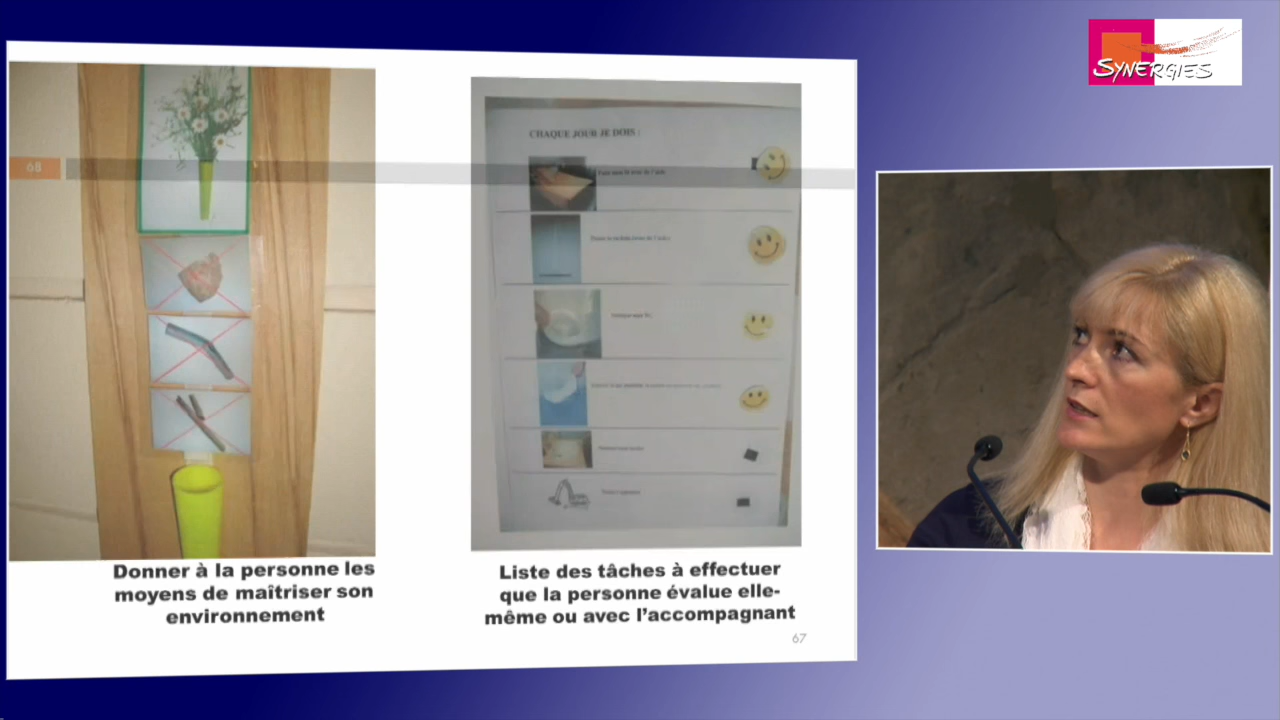 SYNERGIES
68
CHAQUE JOUR JE DOIS :
Donner à la personne les
moyens de maîtriser son
environnement
Liste des tâches à effectuer
que la personne évalue elle-
même ou avec l'accompagnant
67